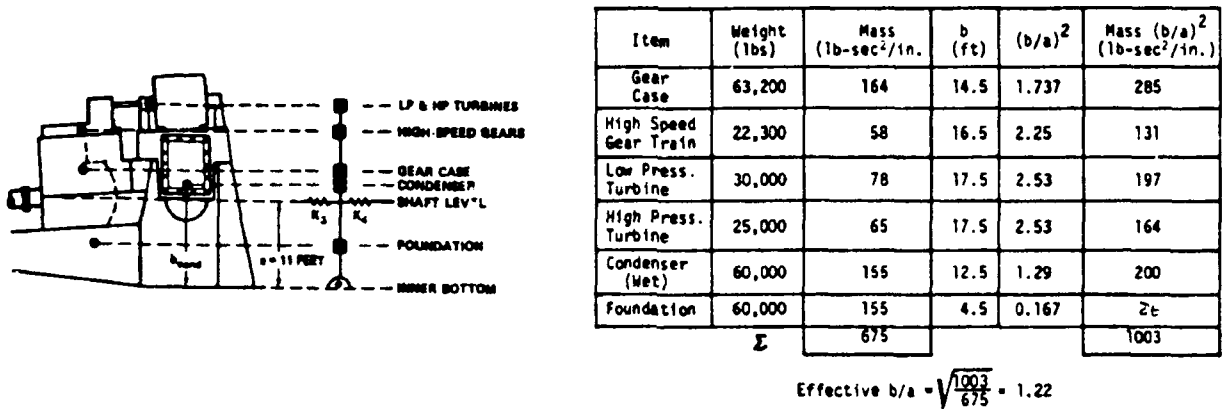 LP & HP TURBINES
HIGH-SPEED GEARS
GEAR CASE
CONDENSER
SHAFT LEV*L
K3 K4
FOUNDATION
bcond
a = 11 FEET
INNER BOTTOM
Item Weight (lbs) Mass (lb-sec²/in. b (ft) (b/a)² Mass (b/a)² (lb-sec²/in.)
Gear Case 63,200 164 14.5 1.737 285
High Speed Gear Train 22,300 58 16.5 2.25 131
Low Press. Turbine 30,000 78 17.5 2.53 197
High Press. Turbine 25,000 65 17.5 2.53 164
Condenser (Wet) 60,000 155 12.5 1.29 200
Foundation 60,000 155 4.5 0.167
Σ 675 1003
Effective b/a = √1003/675 = 1.22